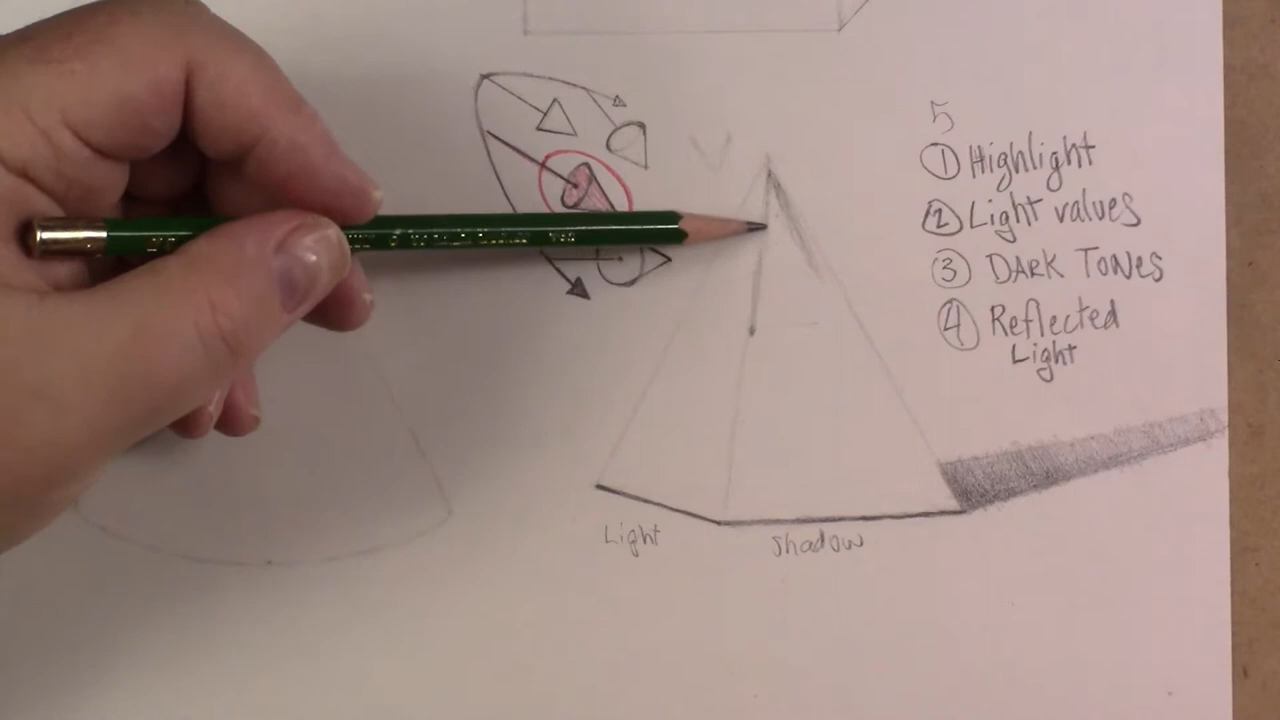 5
① Highlight
② Light values
③ DARK TONes
④ Reflected
Light
Light
Shadow